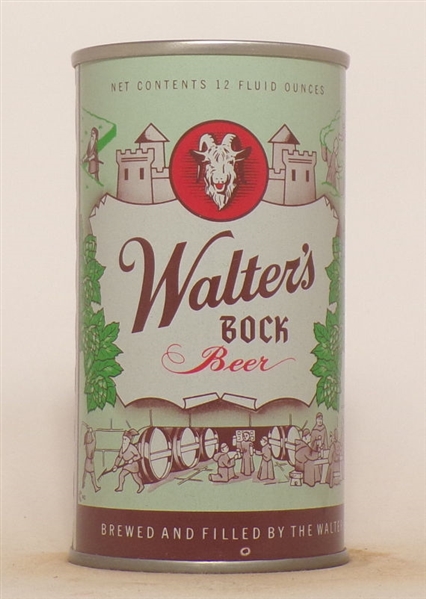 NET CONTENTS 12 FLUID OUNCES
Walter's
BOCK
Beer
BREWED AND FILLED BY THE WALTE